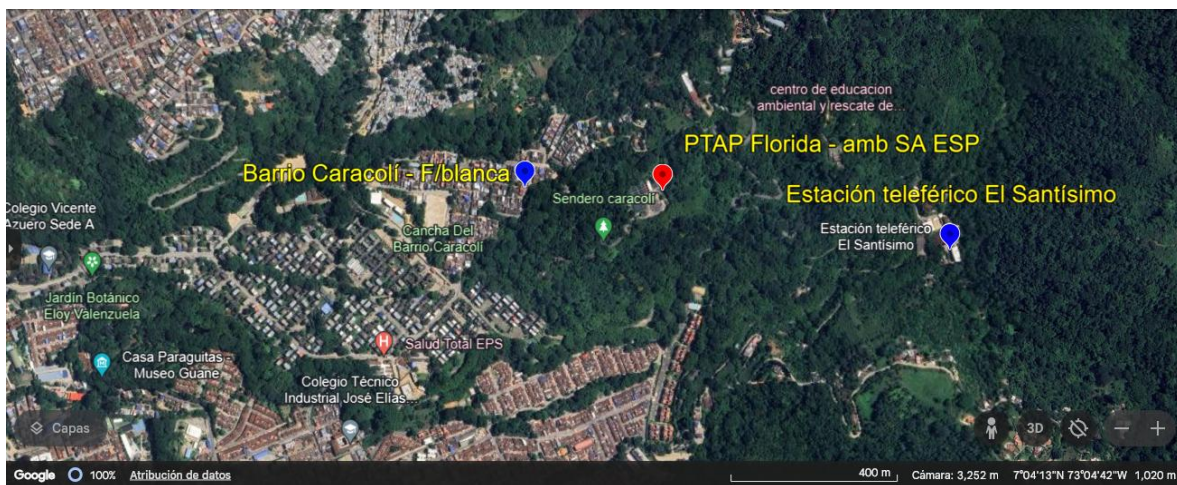 centro de educacion
ambiental y rescate de...
PTAP Florida - amb SA ESP
Barrio Caracolí - F/blanca
Sendero caracolí
Estación teleférico El Santísimo
Colegio Vicente
Azuero Sede A
Cancha Del
Barrio Caracolí
Estación teleférico
El Santísimo
Jardín Botánico
Eloy Valenzuela
Salud Total EPS
H
Casa Paraguitas -
Museo Guane
Colegio Técnico
Industrial José Elías...
Capas
3D
Google 100% Atribución de datos 400 m Cámara: 3,252 m 7°04'13"N 73°04'42"W 1,020 m